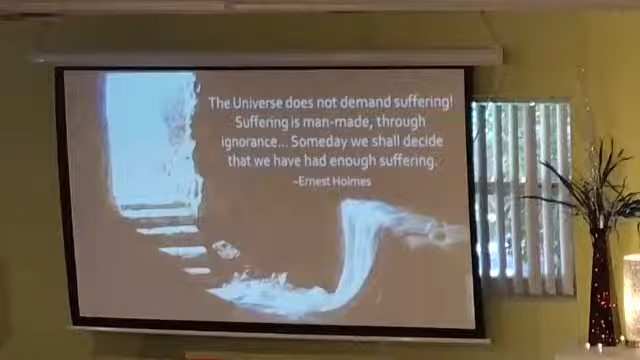 The Universe does not demand suffering!
Suffering is man-made, through
ignorance... Someday we shall decide
that we have had enough suffering.
~Ernest Holmes